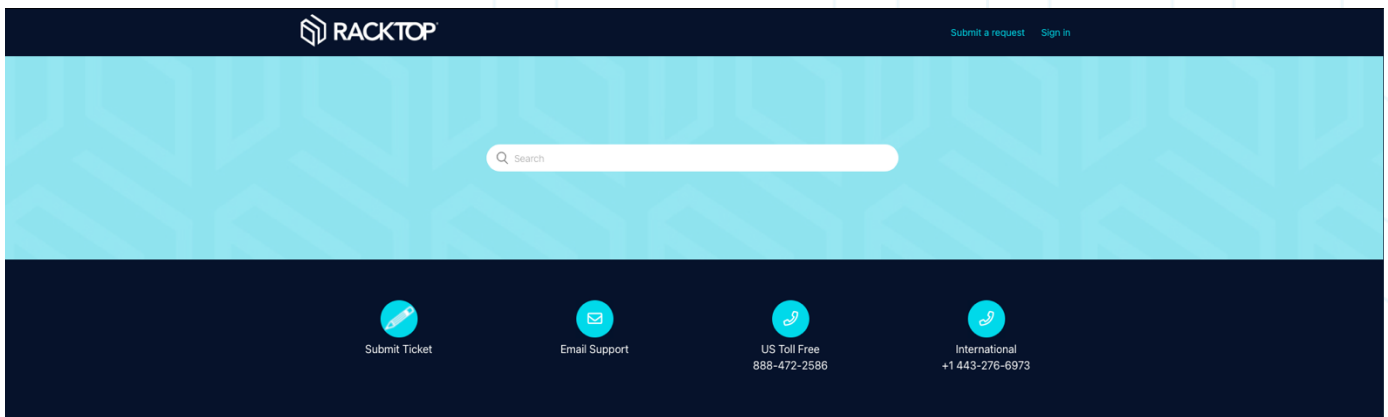 RACKTOP
Submit a request Sign in
Search
Submit Ticket
Email Support
US Toll Free
888-472-2586
International
+1 443-276-6973